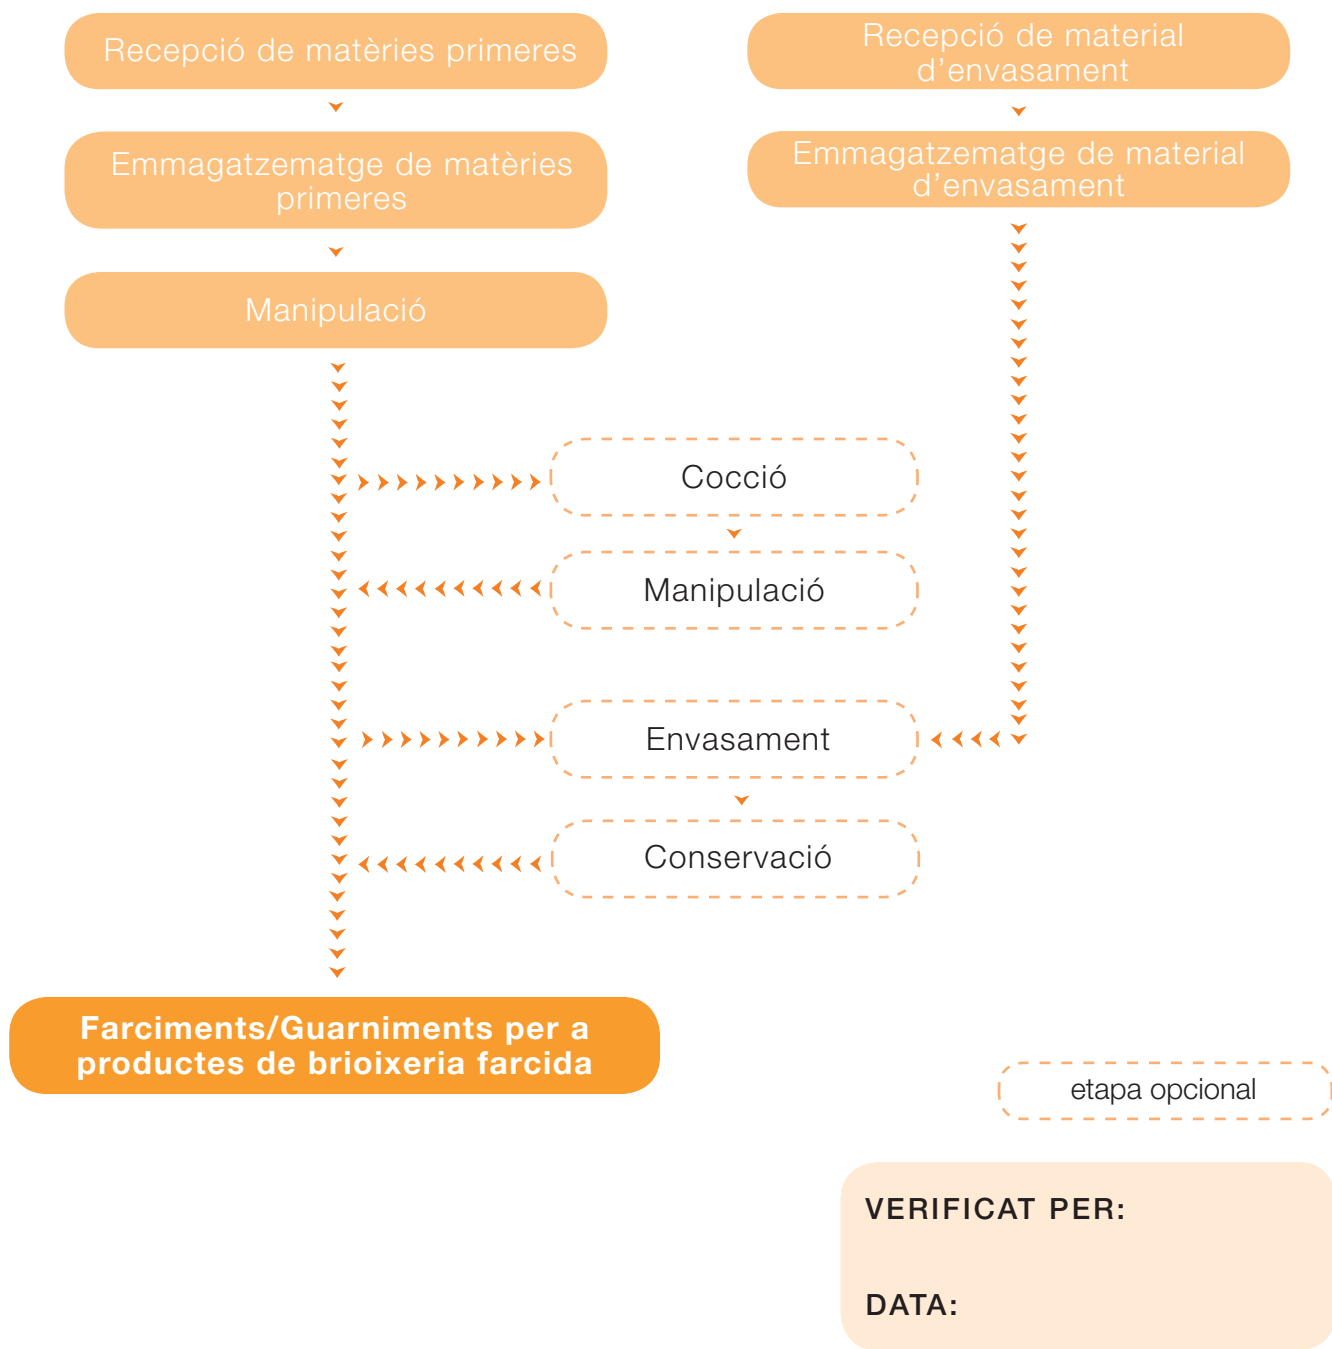 Recepció de matèries primeres
Recepció de material
d’envasament
Emmagatzematge de matèries
primeres
Emmagatzematge de material
d’envasament
Manipulació
Cocció
Manipulació
Envasament
Conservació
Farciments/Guarniments per a
productes de brioixeria farcida
etapa opcional
VERIFICAT PER:
DATA: